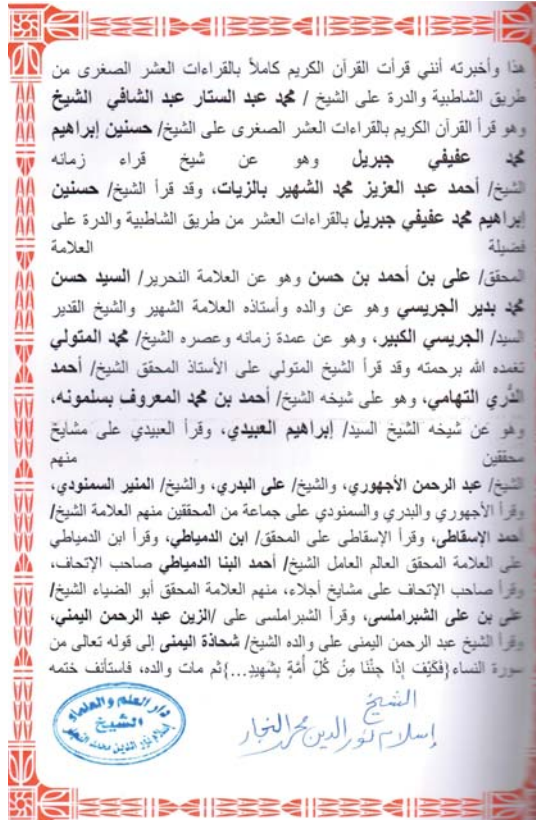 هذا وأخبرته أنني قرأت القرآن الكريم كاملاً بالقراءات العشر الصغرى من
طريق الشاطبية والدرة على الشيخ / محمد عبد الستار عبد الشافي الشيخ
وهو قرأ القرآن الكريم بالقراءات العشر الصغرى على الشيخ/ حسنين إبراهيم
محمد عفيفي جبريل وهو عن شيخ قراء زمانه
الشيخ/ أحمد عبد العزيز محمد الشهير بالزيات، وقد قرأ الشيخ/ حسنين
إبراهيم محمد عفيفي جبريل بالقراءات العشر من طريق الشاطبية والدرة على
فضيلة العلامة
المحقق/ على بن أحمد بن حسن وهو عن العلامة النحرير/ السيد حسن
محمد بدير الجريسي وهو عن والده وأستاذه العلامة الشهير والشيخ القدير
السيد/ الجريسي الكبير، وهو عن عمدة زمانه وعصره الشيخ/ محمد المتولي
تغمده الله برحمته وقد قرأ الشيخ المتولي على الأستاذ المحقق الشيخ/ أحمد
الدُّري التهامي، وهو على شيخه الشيخ/ أحمد بن محمد المعروف بسلمونه،
وهو عن شيخه الشيخ السيد/ إبراهيم العبيدي، وقرأ العبيدي على مشايخ
محققين منهم
الشيخ/ عبد الرحمن الأجهوري، والشيخ/ على البدري، والشيخ/ المنير السمنودي،
وقرأ الأجهوري والبدري والسمنودي على جماعة من المحققين منهم العلامة الشيخ/
أحمد الإسقاطي، وقرأ الإسقاطى على المحقق/ ابن الدمياطي، وقرأ ابن الدمياطي
على العلامة المحقق العالم العامل الشيخ/ أحمد البنا الدمياطي صاحب الإتحاف،
وقرأ صاحب الإتحاف على مشايخ أجلاء، منهم العلامة المحقق أبو الضياء الشيخ/
على بن على الشبراملسى، وقرأ الشبراملسى على /الزين عبد الرحمن اليمني،
وقرأ الشيخ عبد الرحمن اليمنى على والده الشيخ/ شحاذة اليمنى إلى قوله تعالى من
سورة النساء{فَكَيْفَ إِذَا جِئْنَا مِنْ كُلِّ أُمَّةٍ بِشَهِيدٍ...}ثم مات والده، فاستأنف ختمه
الشيخ
إسلام نور الدين محمد النجار
دار العلم والعلماء
الشيخ
إسلام نور الدين محمد النجار